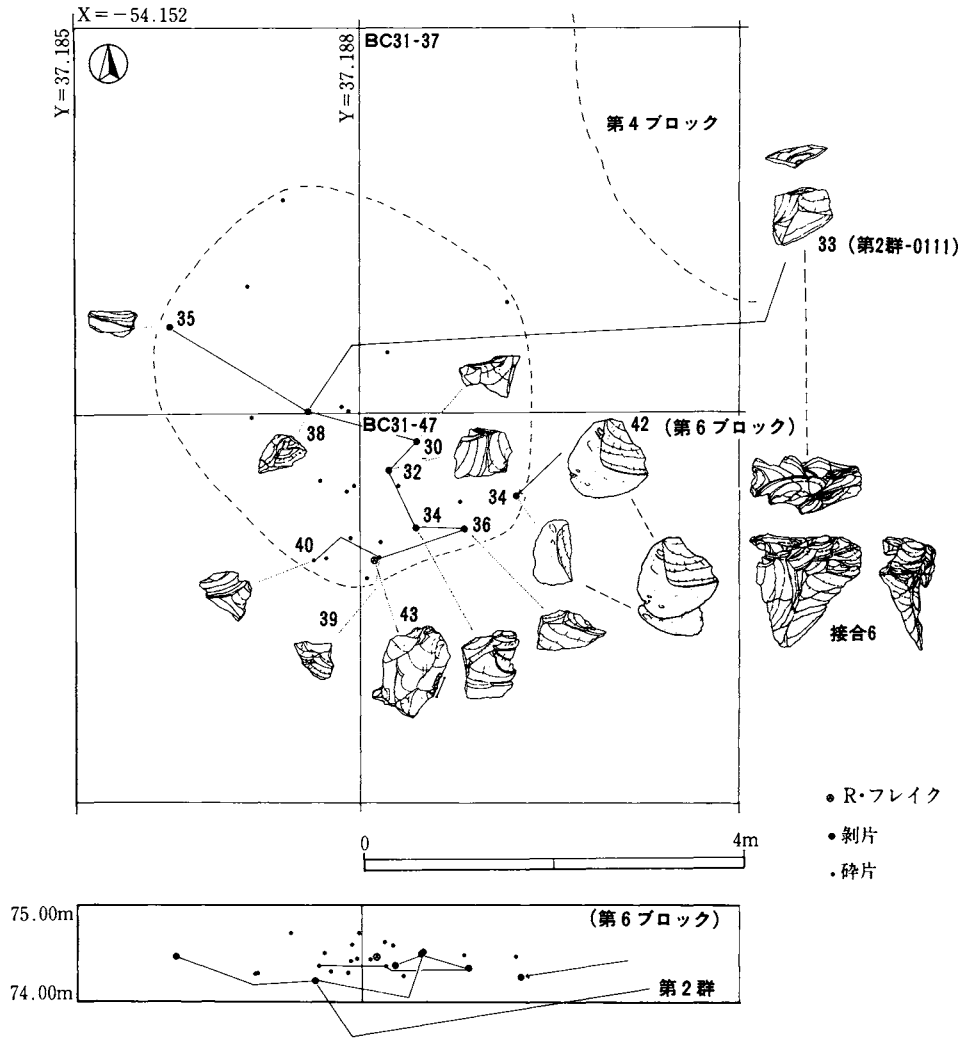 X=−54.152
Y=37.185
Y=37.188
BC31-37
第4ブロック
33 (第2群-0111)
35
38
BC31-47
30
42 (第6ブロック)
32
34
34
36
40
39
43
接合6
R・フレイク
剥片
砕片
0
4m
75.00m
(第6ブロック)
74.00m
第2群